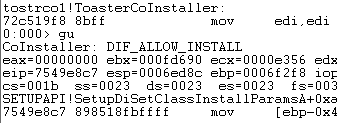 tostrco1!ToasterCoInstaller:
72c519f8 8bff mov edi,edi
0:000> gu
CoInstaller: DIF_ALLOW_INSTALL
eax=00000000 ebx=000fd690 ecx=0000e356 edx
eip=7549e8c7 esp=0006ed8c ebp=0006f2f8 iop
cs=001b ss=0023 ds=0023 es=0023 fs=003
SETUPAPI!SetupDiSetClassInstallParamsA+0xa
7549e8c7 898518fbffff mov [ebp-0x4